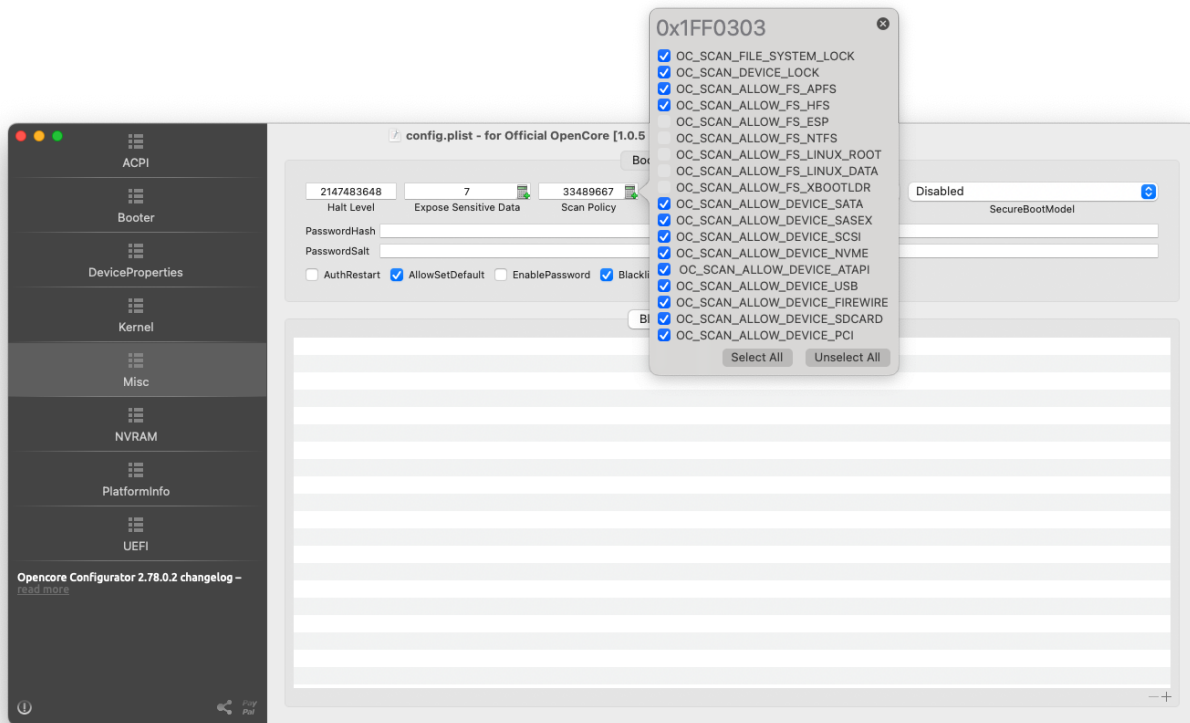 0x1FF0303
OC_SCAN_FILE_SYSTEM_LOCK
OC_SCAN_DEVICE_LOCK
OC_SCAN_ALLOW_FS_APFS
OC_SCAN_ALLOW_FS_HFS
OC_SCAN_ALLOW_FS_ESP
OC_SCAN_ALLOW_FS_NTFS
OC_SCAN_ALLOW_FS_LINUX_ROOT
OC_SCAN_ALLOW_FS_LINUX_DATA
OC_SCAN_ALLOW_FS_XBOOTLDR
OC_SCAN_ALLOW_DEVICE_SATA
OC_SCAN_ALLOW_DEVICE_SASEX
OC_SCAN_ALLOW_DEVICE_SCSI
OC_SCAN_ALLOW_DEVICE_NVME
OC_SCAN_ALLOW_DEVICE_ATAPI
OC_SCAN_ALLOW_DEVICE_USB
OC_SCAN_ALLOW_DEVICE_FIREWIRE
OC_SCAN_ALLOW_DEVICE_SDCARD
OC_SCAN_ALLOW_DEVICE_PCI
Select All Unselect All
ACPI
Booter
DeviceProperties
Kernel
Misc
NVRAM
PlatformInfo
UEFI
Opencore Configurator 2.78.0.2 changelog –
read more
Pay
Pal
config.plist - for Official OpenCore [1.0.5
2147483648 7 33489667 Disabled
Halt Level Expose Sensitive Data Scan Policy SecureBootModel
PasswordHash
PasswordSalt
AuthRestart AllowSetDefault EnablePassword